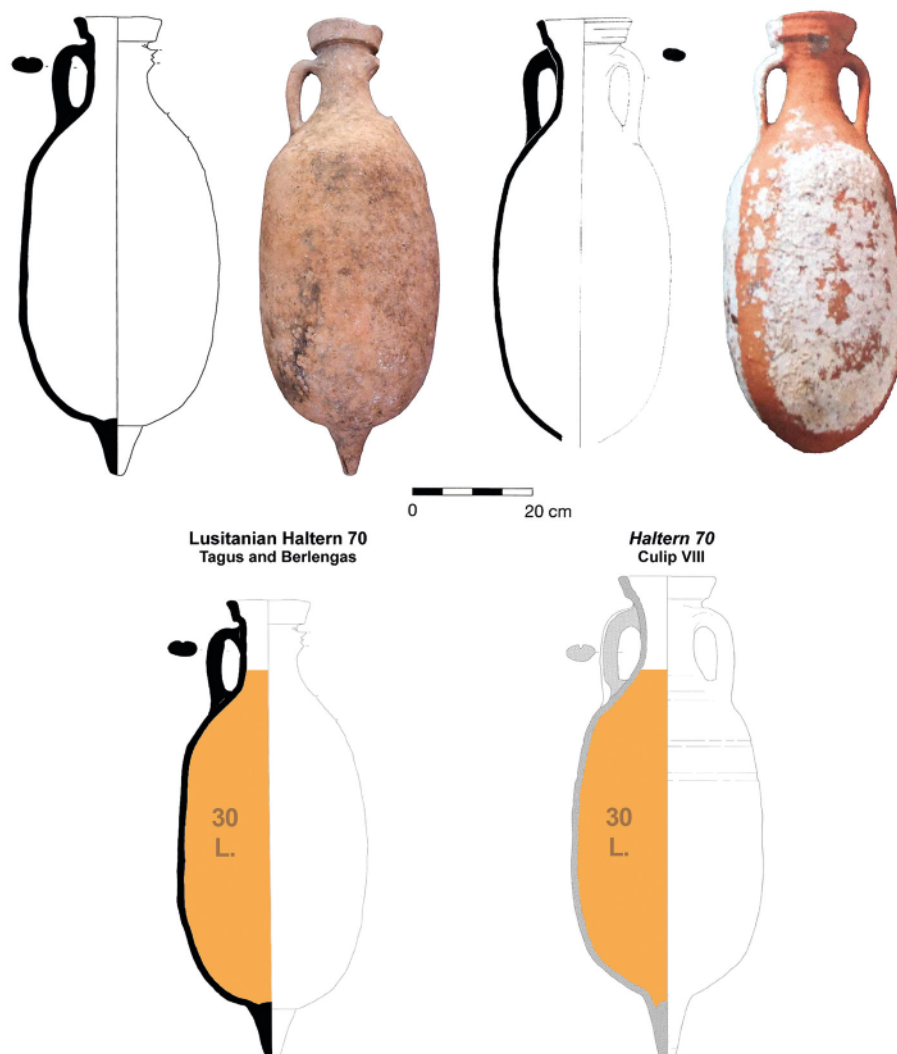 0 20 cm
Lusitanian Haltern 70
Tagus and Berlengas
Haltern 70
Culip VIII
30
L.
30
L.